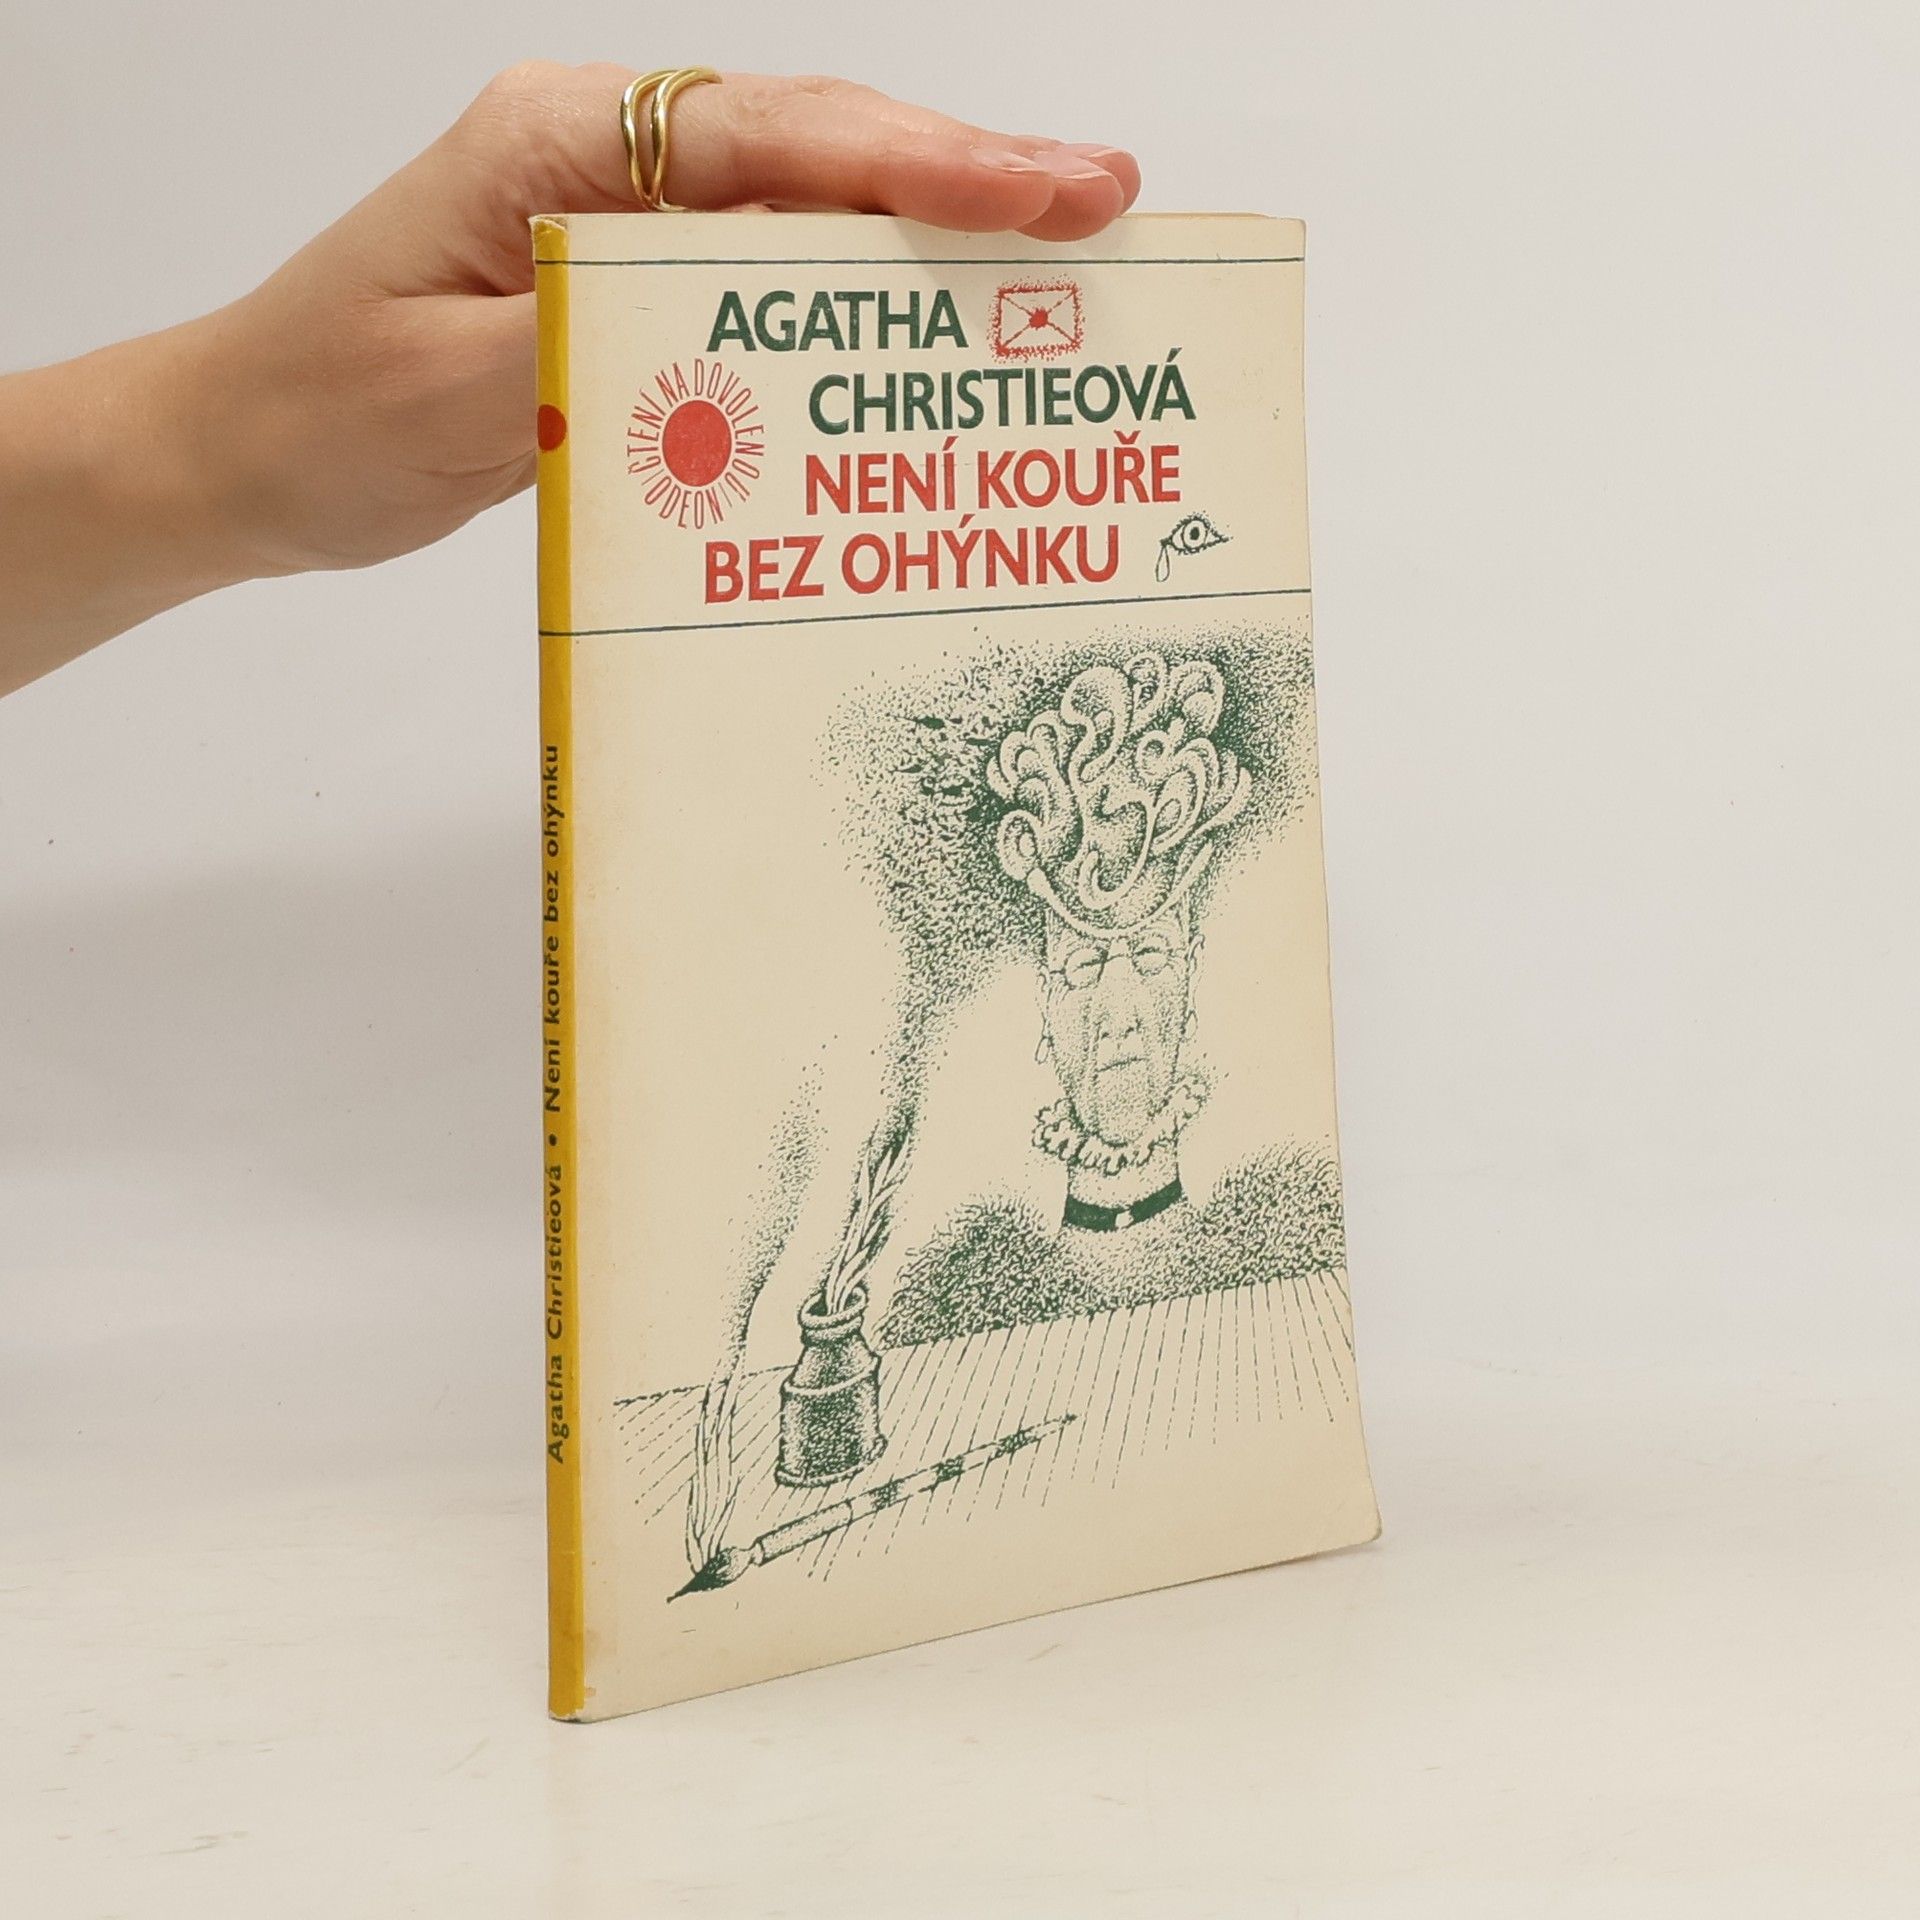 AGATHA
CHRISTIEOVÁ
ČTENÍ NA DOVOLENOU
ODEON
NENÍ KOUŘE
BEZ OHÝNKU
Agatha Christieová • Není kouře bez ohýnku